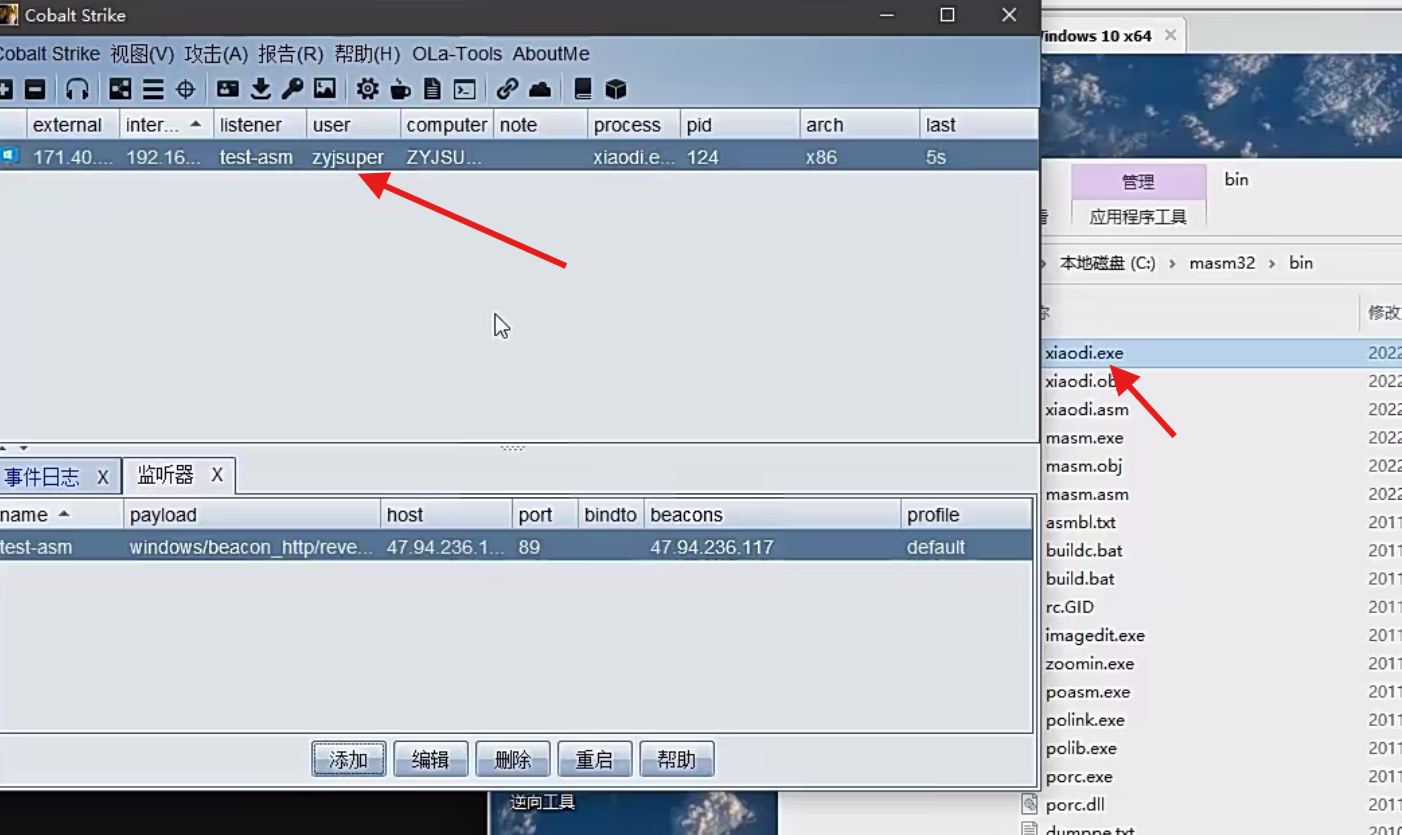 Cobalt Strike
Cobalt Strike 视图(V) 攻击(A) 报告(R) 帮助(H) OLa-Tools AboutMe
external inter... listener user computer note process pid arch last
171.40.... 192.16... test-asm zyjsuper ZYJSU... xiaodi.e... 124 x86 5s
事件日志 X 监听器 X
name payload host port bindto beacons profile
test-asm windows/beacon_http/reve... 47.94.236.1... 89 47.94.236.117 default
添加 编辑 删除 重启 帮助
逆向工具
Windows 10 x64
管理 bin
应用程序工具
本地磁盘 (C:) › masm32 › bin
修改
xiaodi.exe 2022
xiaodi.ob 2022
xiaodi.asm 2022
masm.exe 2022
masm.obj 2022
masm.asm 2022
asmbl.txt 2011
buildc.bat 2011
build.bat 2011
rc.GID 2011
imagedit.exe 2011
zoomin.exe 2011
poasm.exe 2011
polink.exe 2011
polib.exe 2011
porc.exe 2011
porc.dll 2011
dumppe.txt 2010